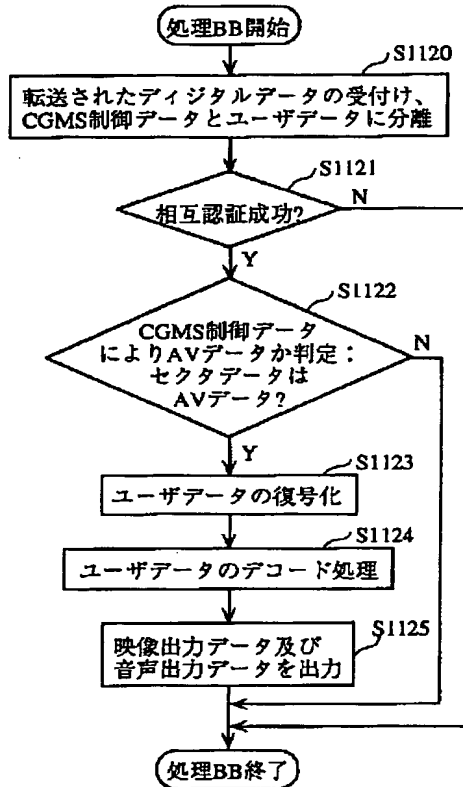 処理BB開始
S1120
転送されたディジタルデータの受付け、
CGMS制御データとユーザデータに分離
S1121
相互認証成功?
N
Y
S1122
CGMS制御データ
によりAVデータか判定：
セクタデータは
AVデータ?
N
Y
S1123
ユーザデータの復号化
S1124
ユーザデータのデコード処理
S1125
映像出力データ及び
音声出力データを出力
処理BB終了